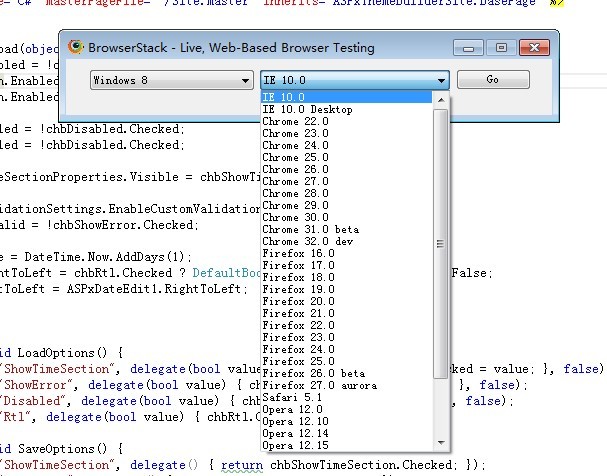 ="C#" MasterPageFile="~/Site.master" Inherits="ASPxThemeBuilderSite.BasePage" %>
BrowserStack - Live, Web-Based Browser Testing
Windows 8
IE 10.0
Go
IE 10.0
IE 10.0 Desktop
Chrome 22.0
Chrome 23.0
Chrome 24.0
Chrome 25.0
Chrome 26.0
Chrome 27.0
Chrome 28.0
Chrome 29.0
Chrome 30.0
Chrome 31.0 beta
Chrome 32.0 dev
Firefox 16.0
Firefox 17.0
Firefox 18.0
Firefox 19.0
Firefox 20.0
Firefox 21.0
Firefox 22.0
Firefox 23.0
Firefox 24.0
Firefox 25.0
Firefox 26.0 beta
Firefox 27.0 aurora
Safari 5.1
Opera 12.0
Opera 12.10
Opera 12.14
Opera 12.15
oad(objec
bled = !c
n.Enabled
n.Enabled
led = !chbDisabled.Checked;
led = !chbDisabled.Checked;
eSectionProperties.Visible = chbShowTim
idationSettings.EnableCustomValidation
alid = !chbShowError.Checked;
e = DateTime.Now.AddDays(1);
ntToLeft = chbRtl.Checked ? DefaultBoo False;
ntToLeft = ASPxDateEdit1.RightToLeft;
id LoadOptions() {
"ShowTimeSection", delegate(bool val cked = value; }, false)
"ShowError", delegate(bool value) { ch }, false);
"Disabled", delegate(bool value) { chb , false);
"Rtl", delegate(bool value) { chbRtl.C
id SaveOptions() {
"ShowTimeSection", delegate() { return chbShowTimeSection.Checked; });